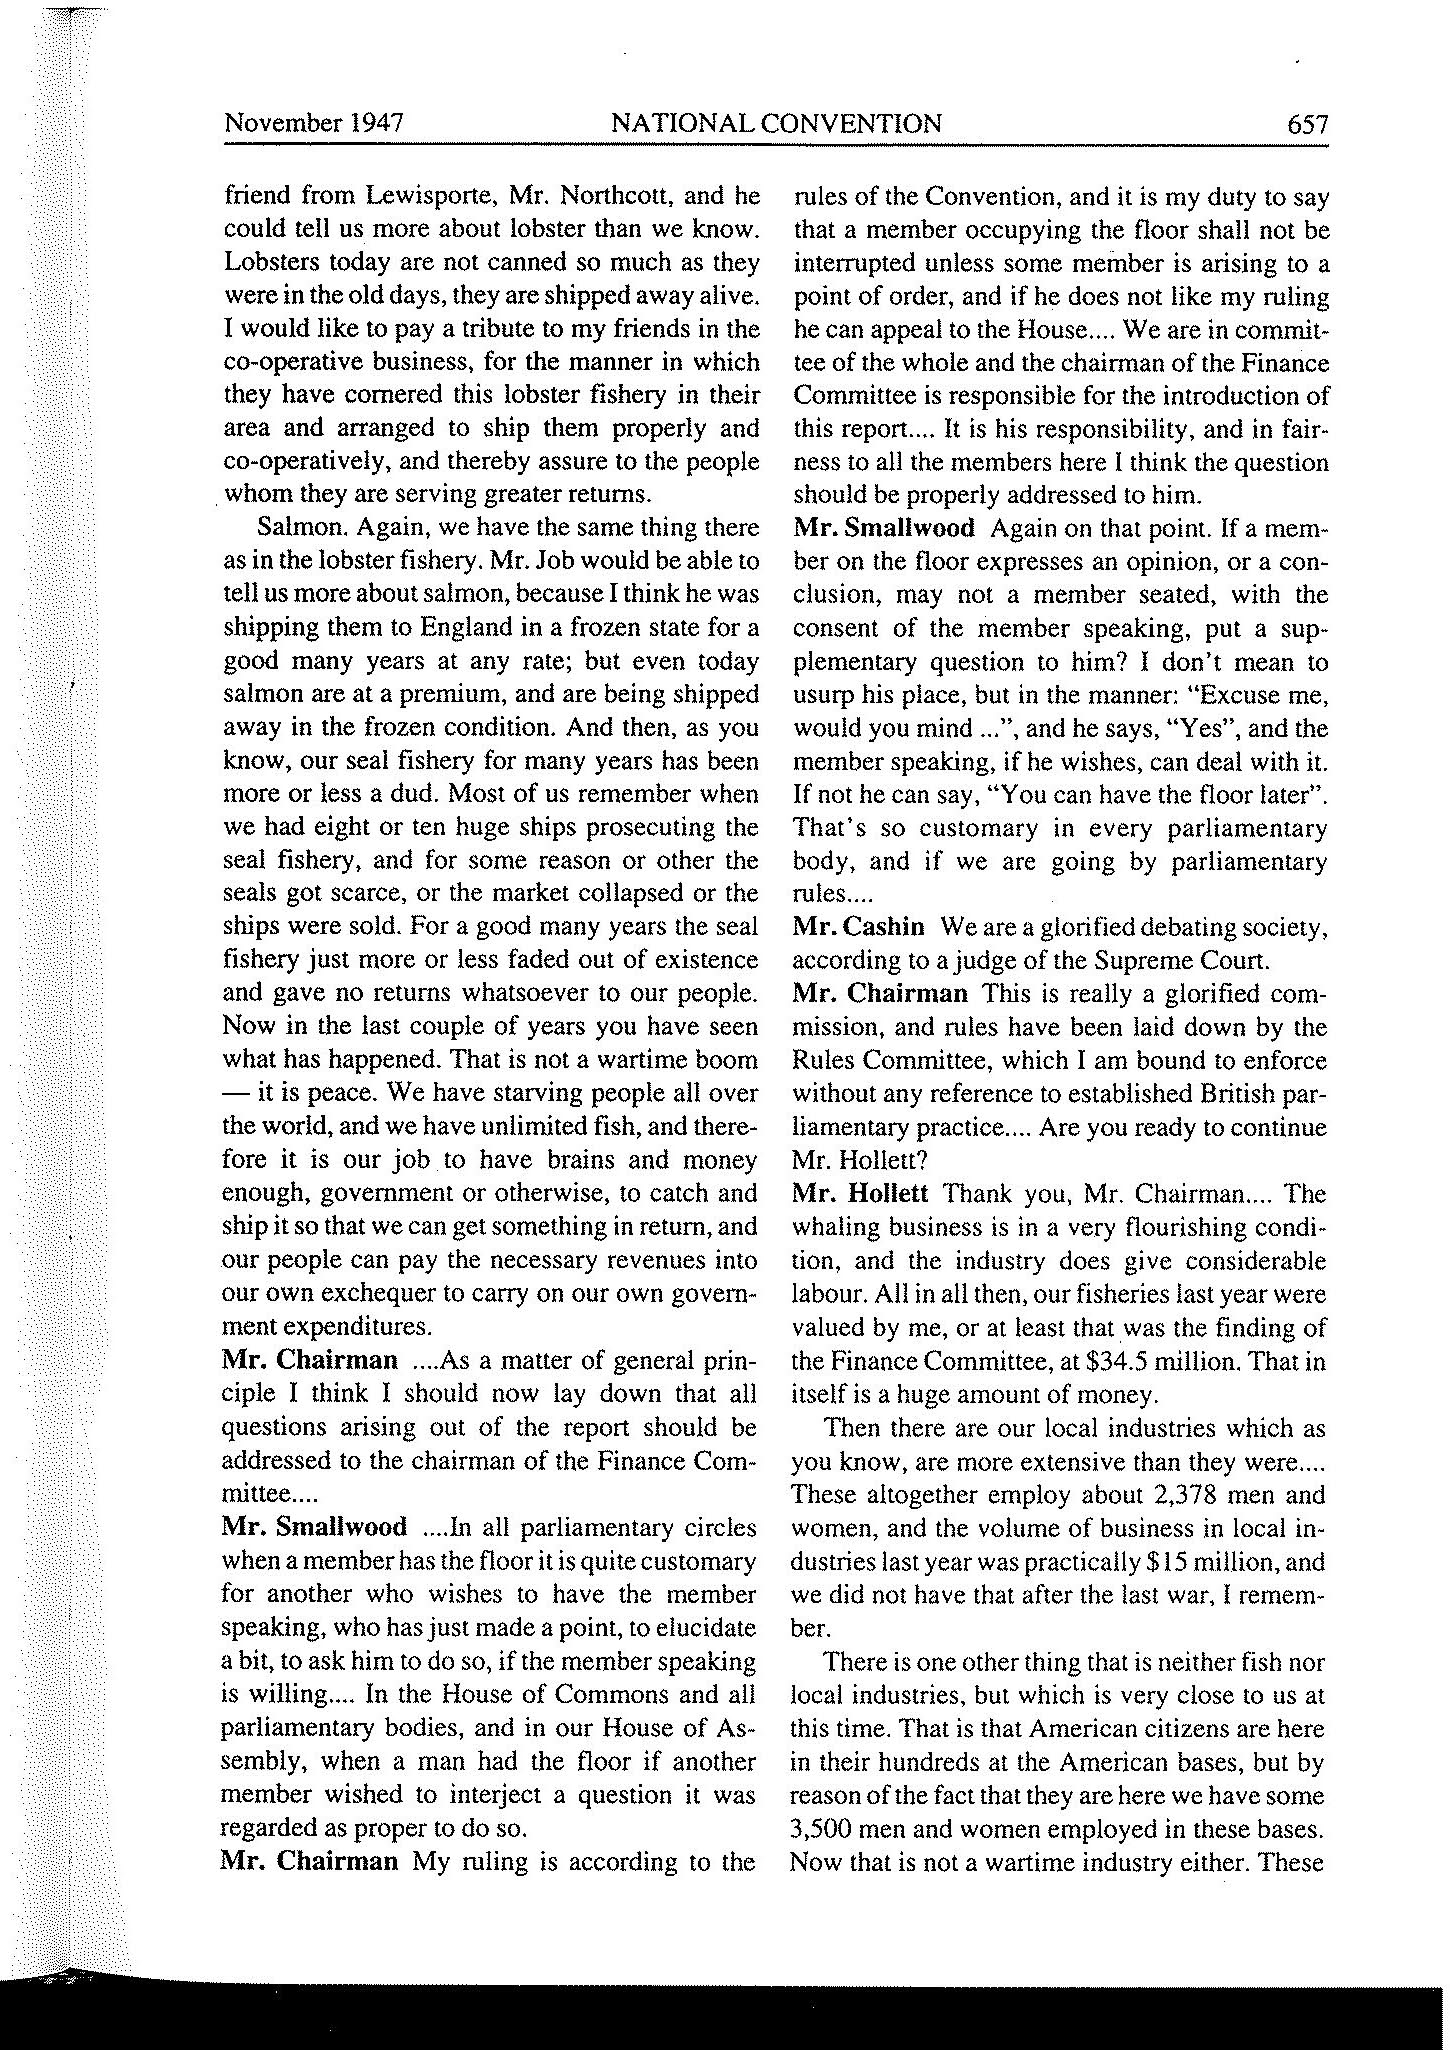 November 1947
NATIONAL CONVENTION
657
friend from Lewisporte, Mr. Northcott, and he
could tell us more about lobster than we know.
Lobsters today are not canned so much as they
were in the old days, they are shipped away alive.
I would like to pay a tribute to my friends in the
co-operative business, for the manner in which
they have cornered this lobster fishery in their
area and arranged to ship them properly and
co-operatively, and thereby assure to the people
whom they are serving greater returns.
Salmon. Again, we have the same thing there
as in the lobster fishery. Mr. Job would be able to
tell us more about salmon, because I think he was
shipping them to England in a frozen state for a
good many years at any rate; but even today
salmon are at a premium, and are being shipped
away in the frozen condition. And then, as you
know, our seal fishery for many years has been
more or less a dud. Most of us remember when
we had eight or ten huge ships prosecuting the
seal fishery, and for some reason or other the
seals got scarce, or the market collapsed or the
ships were sold. For a good many years the seal
fishery just more or less faded out of existence
and gave no returns whatsoever to our people.
Now in the last couple of years you have seen
what has happened. That is not a wartime boom
— it is peace. We have starving people all over
the world, and we have unlimited fish, and there-
fore it is our job to have brains and money
enough, government or otherwise, to catch and
ship it so that we can get something in return, and
our people can pay the necessary revenues into
our own exchequer to carry on our own govern-
ment expenditures.
Mr. Chairman ....As a matter of general prin-
ciple I think I should now lay down that all
questions arising out of the report should be
addressed to the chairman of the Finance Com-
mittee....
Mr. Smallwood ....In all parliamentary circles
when a member has the floor it is quite customary
for another who wishes to have the member
speaking, who has just made a point, to elucidate
a bit, to ask him to do so, if the member speaking
is willing.... In the House of Commons and all
parliamentary bodies, and in our House of As-
sembly, when a man had the floor if another
member wished to interject a question it was
regarded as proper to do so.
Mr. Chairman My ruling is according to the
rules of the Convention, and it is my duty to say
that a member occupying the floor shall not be
interrupted unless some member is arising to a
point of order, and if he does not like my ruling
he can appeal to the House.... We are in commit-
tee of the whole and the chairman of the Finance
Committee is responsible for the introduction of
this report.... It is his responsibility, and in fair-
ness to all the members here I think the question
should be properly addressed to him.
Mr. Smallwood Again on that point. If a mem-
ber on the floor expresses an opinion, or a con-
clusion, may not a member seated, with the
consent of the member speaking, put a sup-
plementary question to him? I don't mean to
usurp his place, but in the manner: "Excuse me,
would you mind ...", and he says, "Yes", and the
member speaking, if he wishes, can deal with it.
If not he can say, "You can have the floor later".
That's so customary in every parliamentary
body, and if we are going by parliamentary
rules....
Mr. Cashin We are a glorified debating society,
according to a judge of the Supreme Court.
Mr. Chairman This is really a glorified com-
mission, and rules have been laid down by the
Rules Committee, which I am bound to enforce
without any reference to established British par-
liamentary practice.... Are you ready to continue
Mr. Hollett?
Mr. Hollett Thank you, Mr. Chairman.... The
whaling business is in a very flourishing condi-
tion, and the industry does give considerable
labour. All in all then, our fisheries last year were
valued by me, or at least that was the finding of
the Finance Committee, at $34.5 million. That in
itself is a huge amount of money.
Then there are our local industries which as
you know, are more extensive than they were....
These altogether employ about 2,378 men and
women, and the volume of business in local in-
dustries last year was practically $15 million, and
we did not have that after the last war, I remem-
ber.
There is one other thing that is neither fish nor
local industries, but which is very close to us at
this time. That is that American citizens are here
in their hundreds at the American bases, but by
reason of the fact that they are here we have some
3,500 men and women employed in these bases.
Now that is not a wartime industry either. These